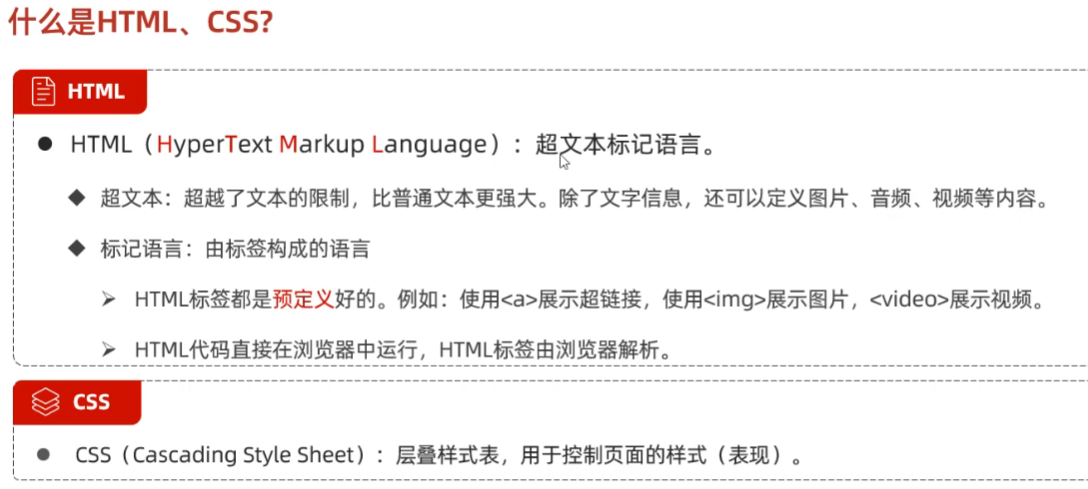 什么是HTML、CSS?
HTML
HTML（HyperText Markup Language）：超文本标记语言。
超文本：超越了文本的限制，比普通文本更强大。除了文字信息，还可以定义图片、音频、视频等内容。
标记语言：由标签构成的语言
HTML标签都是预定义好的。例如：使用<a>展示超链接，使用<img>展示图片，<video>展示视频。
HTML代码直接在浏览器中运行，HTML标签由浏览器解析。
CSS
CSS（Cascading Style Sheet）：层叠样式表，用于控制页面的样式（表现）。